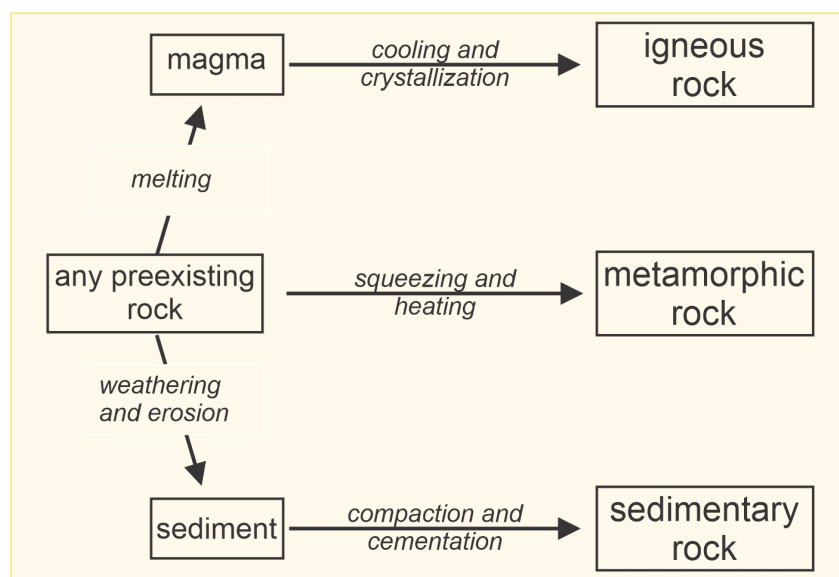 magma
cooling and
crystallization
igneous
rock
melting
any preexisting
rock
squeezing and
heating
metamorphic
rock
weathering
and erosion
sediment
compaction and
cementation
sedimentary
rock